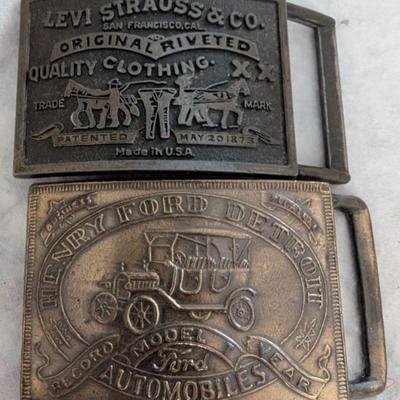 LEVI STRAUSS & CO.
SAN FRANCISCO, CAL.
ORIGINAL RIVETED
QUALITY CLOTHING. XX
TRADE MARK
PATENTED MAY 20 1873
Made in U.S.A.
HENRY FORD DETROIT
RECORD MODEL T YEAR
Ford
AUTOMOBILES